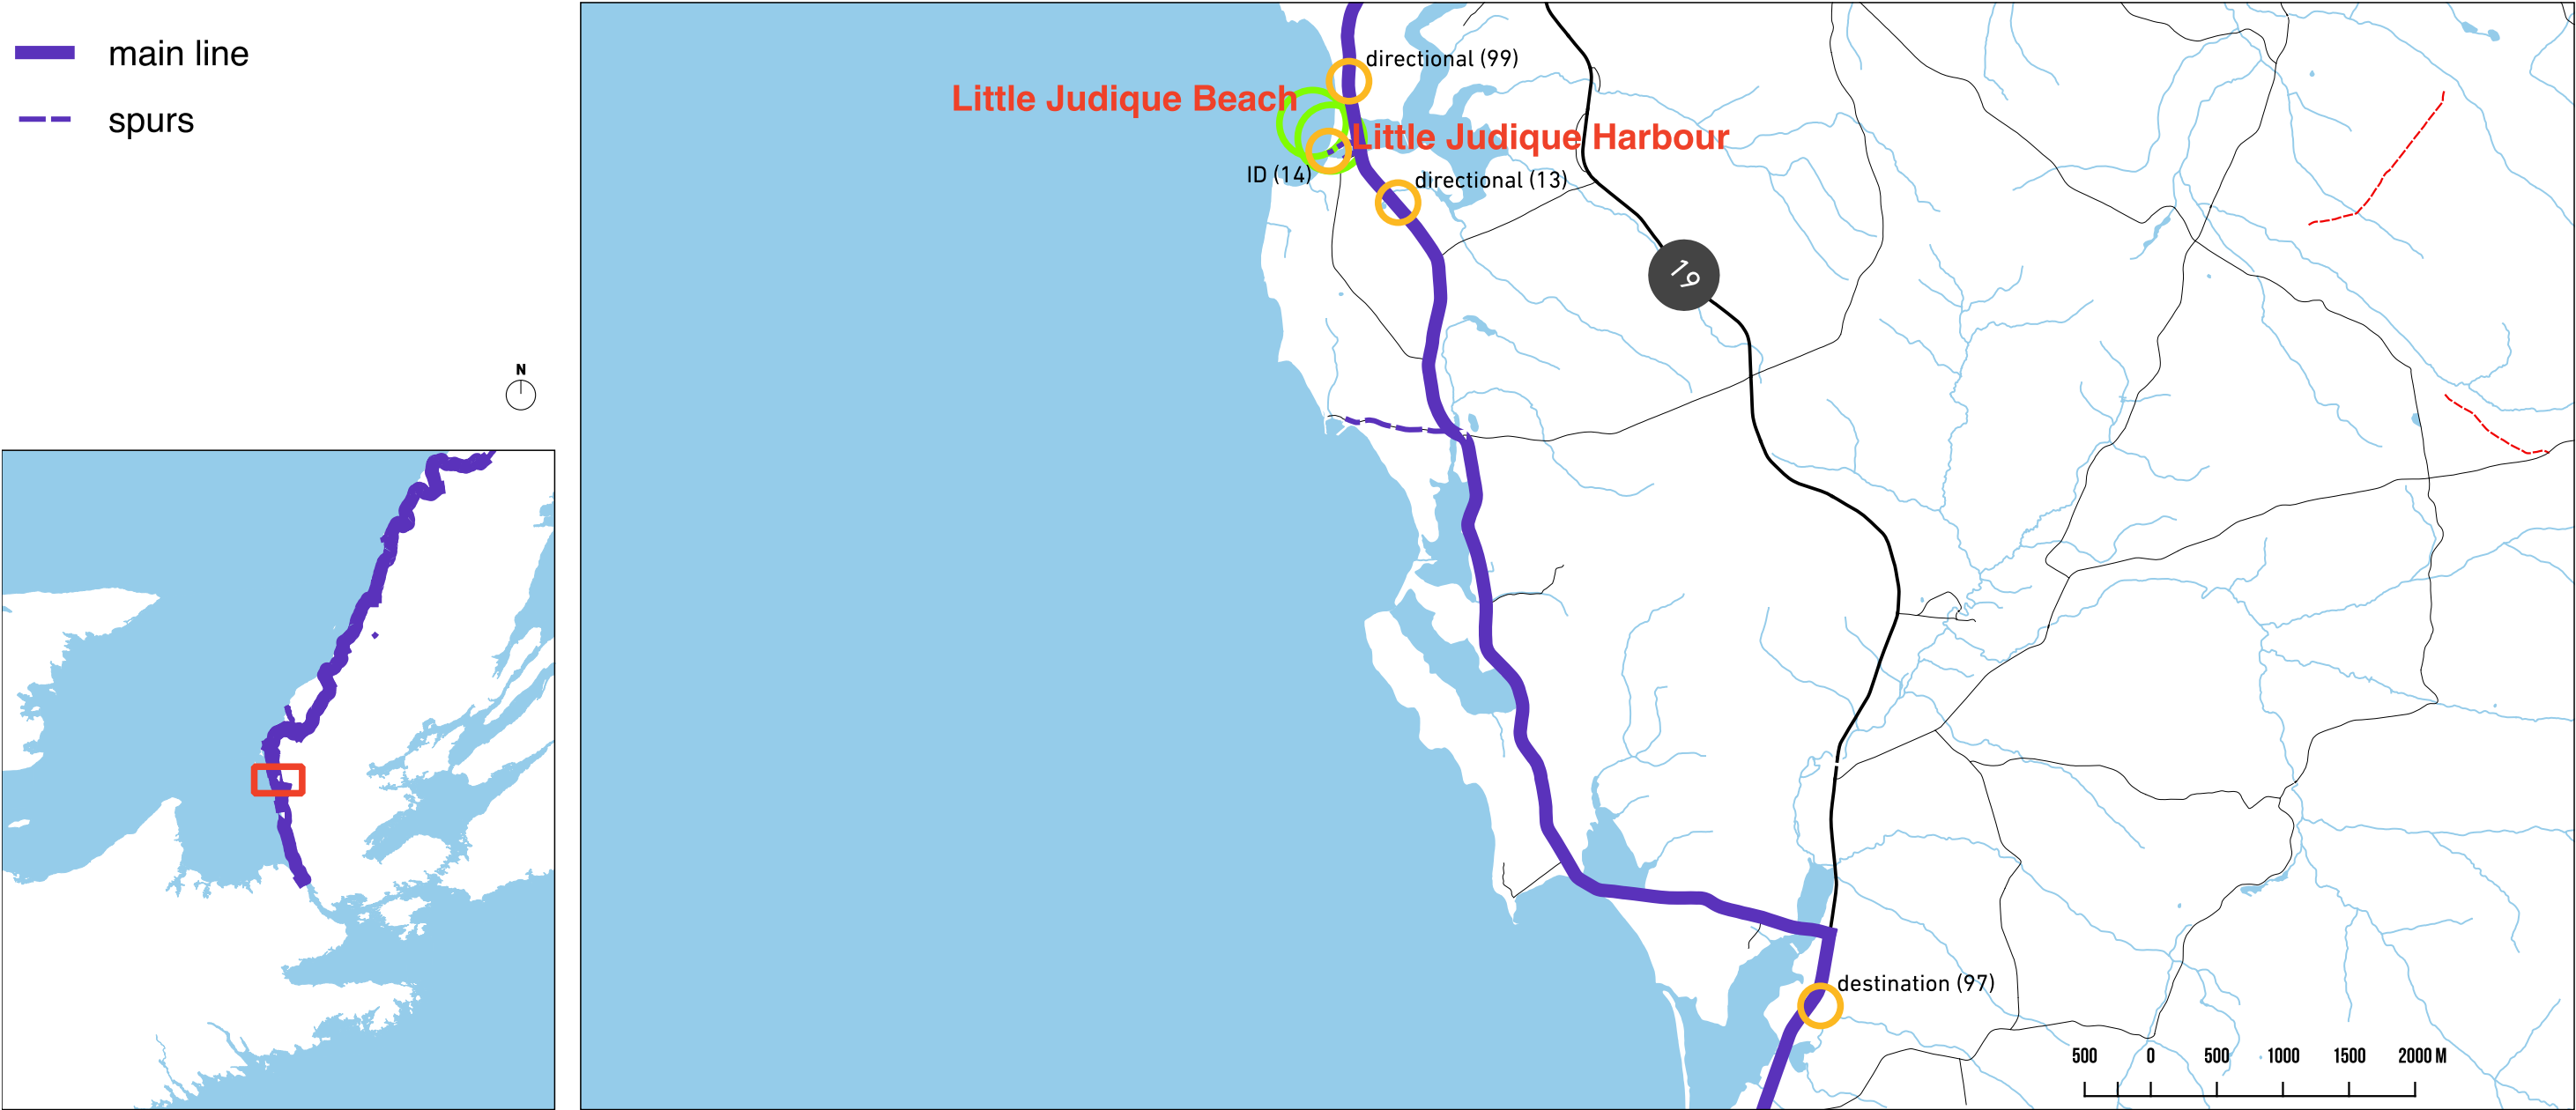 main line
spurs
N
directional (99)
Little Judique Beach
Little Judique Harbour
ID (14)
directional (13)
19
destination (97)
500 0 500 1000 1500 2000 M